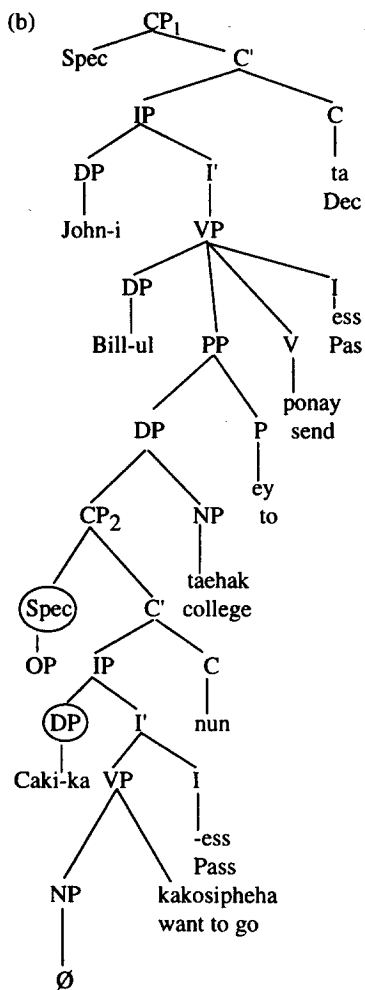 (b) CP₁
Spec C'
IP C
DP I' ta
Dec
John-i VP
DP I
ess
Bill-ul PP V Pas
ponay
DP P send
ey
CP₂ NP to
taehak
Spec C' college
OP IP C
DP I' nun
Caki-ka VP I
-ess
Pass
NP kakosipheha
want to go
Ø